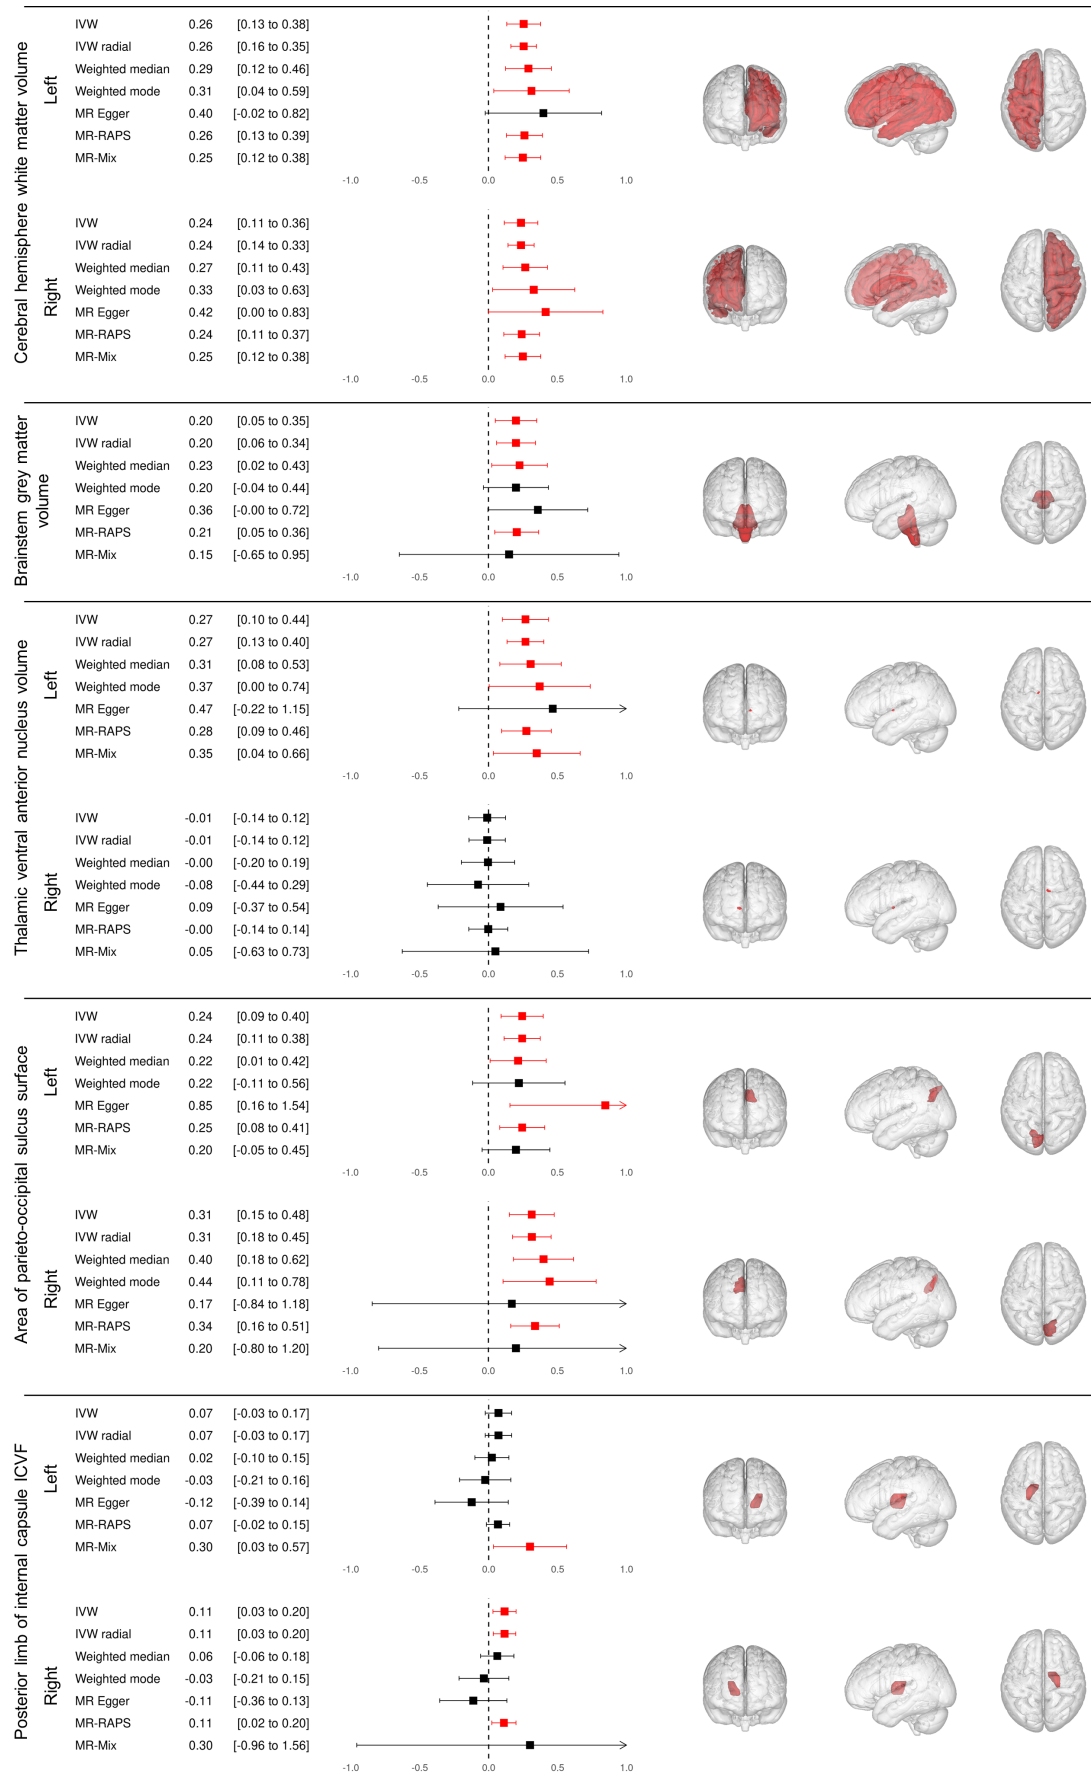 Cerebral hemisphere white matter volume
Left
IVW 0.26 [0.13 to 0.38]
IVW radial 0.26 [0.16 to 0.35]
Weighted median 0.29 [0.12 to 0.46]
Weighted mode 0.31 [0.04 to 0.59]
MR Egger 0.40 [-0.02 to 0.82]
MR-RAPS 0.26 [0.13 to 0.39]
MR-Mix 0.25 [0.12 to 0.38]
-1.0 -0.5 0.0 0.5 1.0
Right
IVW 0.24 [0.11 to 0.36]
IVW radial 0.24 [0.14 to 0.33]
Weighted median 0.27 [0.11 to 0.43]
Weighted mode 0.33 [0.03 to 0.63]
MR Egger 0.42 [0.00 to 0.83]
MR-RAPS 0.24 [0.11 to 0.37]
MR-Mix 0.25 [0.12 to 0.38]
-1.0 -0.5 0.0 0.5 1.0
Brainstem grey matter
volume
IVW 0.20 [0.05 to 0.35]
IVW radial 0.20 [0.06 to 0.34]
Weighted median 0.23 [0.02 to 0.43]
Weighted mode 0.20 [-0.04 to 0.44]
MR Egger 0.36 [-0.00 to 0.72]
MR-RAPS 0.21 [0.05 to 0.36]
MR-Mix 0.15 [-0.65 to 0.95]
-1.0 -0.5 0.0 0.5 1.0
Thalamic ventral anterior nucleus volume
Left
IVW 0.27 [0.10 to 0.44]
IVW radial 0.27 [0.13 to 0.40]
Weighted median 0.31 [0.08 to 0.53]
Weighted mode 0.37 [0.00 to 0.74]
MR Egger 0.47 [-0.22 to 1.15]
MR-RAPS 0.28 [0.09 to 0.46]
MR-Mix 0.35 [0.04 to 0.66]
-1.0 -0.5 0.0 0.5 1.0
Right
IVW -0.01 [-0.14 to 0.12]
IVW radial -0.01 [-0.14 to 0.12]
Weighted median -0.00 [-0.20 to 0.19]
Weighted mode -0.08 [-0.44 to 0.29]
MR Egger 0.09 [-0.37 to 0.54]
MR-RAPS -0.00 [-0.14 to 0.14]
MR-Mix 0.05 [-0.63 to 0.73]
-1.0 -0.5 0.0 0.5 1.0
Area of parieto-occipital sulcus surface
Left
IVW 0.24 [0.09 to 0.40]
IVW radial 0.24 [0.11 to 0.38]
Weighted median 0.22 [0.01 to 0.42]
Weighted mode 0.22 [-0.11 to 0.56]
MR Egger 0.85 [0.16 to 1.54]
MR-RAPS 0.25 [0.08 to 0.41]
MR-Mix 0.20 [-0.05 to 0.45]
-1.0 -0.5 0.0 0.5 1.0
Right
IVW 0.31 [0.15 to 0.48]
IVW radial 0.31 [0.18 to 0.45]
Weighted median 0.40 [0.18 to 0.62]
Weighted mode 0.44 [0.11 to 0.78]
MR Egger 0.17 [-0.84 to 1.18]
MR-RAPS 0.34 [0.16 to 0.51]
MR-Mix 0.20 [-0.80 to 1.20]
-1.0 -0.5 0.0 0.5 1.0
Posterior limb of internal capsule ICVF
Left
IVW 0.07 [-0.03 to 0.17]
IVW radial 0.07 [-0.03 to 0.17]
Weighted median 0.02 [-0.10 to 0.15]
Weighted mode -0.03 [-0.21 to 0.16]
MR Egger -0.12 [-0.39 to 0.14]
MR-RAPS 0.07 [-0.02 to 0.15]
MR-Mix 0.30 [0.03 to 0.57]
-1.0 -0.5 0.0 0.5 1.0
Right
IVW 0.11 [0.03 to 0.20]
IVW radial 0.11 [0.03 to 0.20]
Weighted median 0.06 [-0.06 to 0.18]
Weighted mode -0.03 [-0.21 to 0.15]
MR Egger -0.11 [-0.36 to 0.13]
MR-RAPS 0.11 [0.02 to 0.20]
MR-Mix 0.30 [-0.96 to 1.56]
-1.0 -0.5 0.0 0.5 1.0